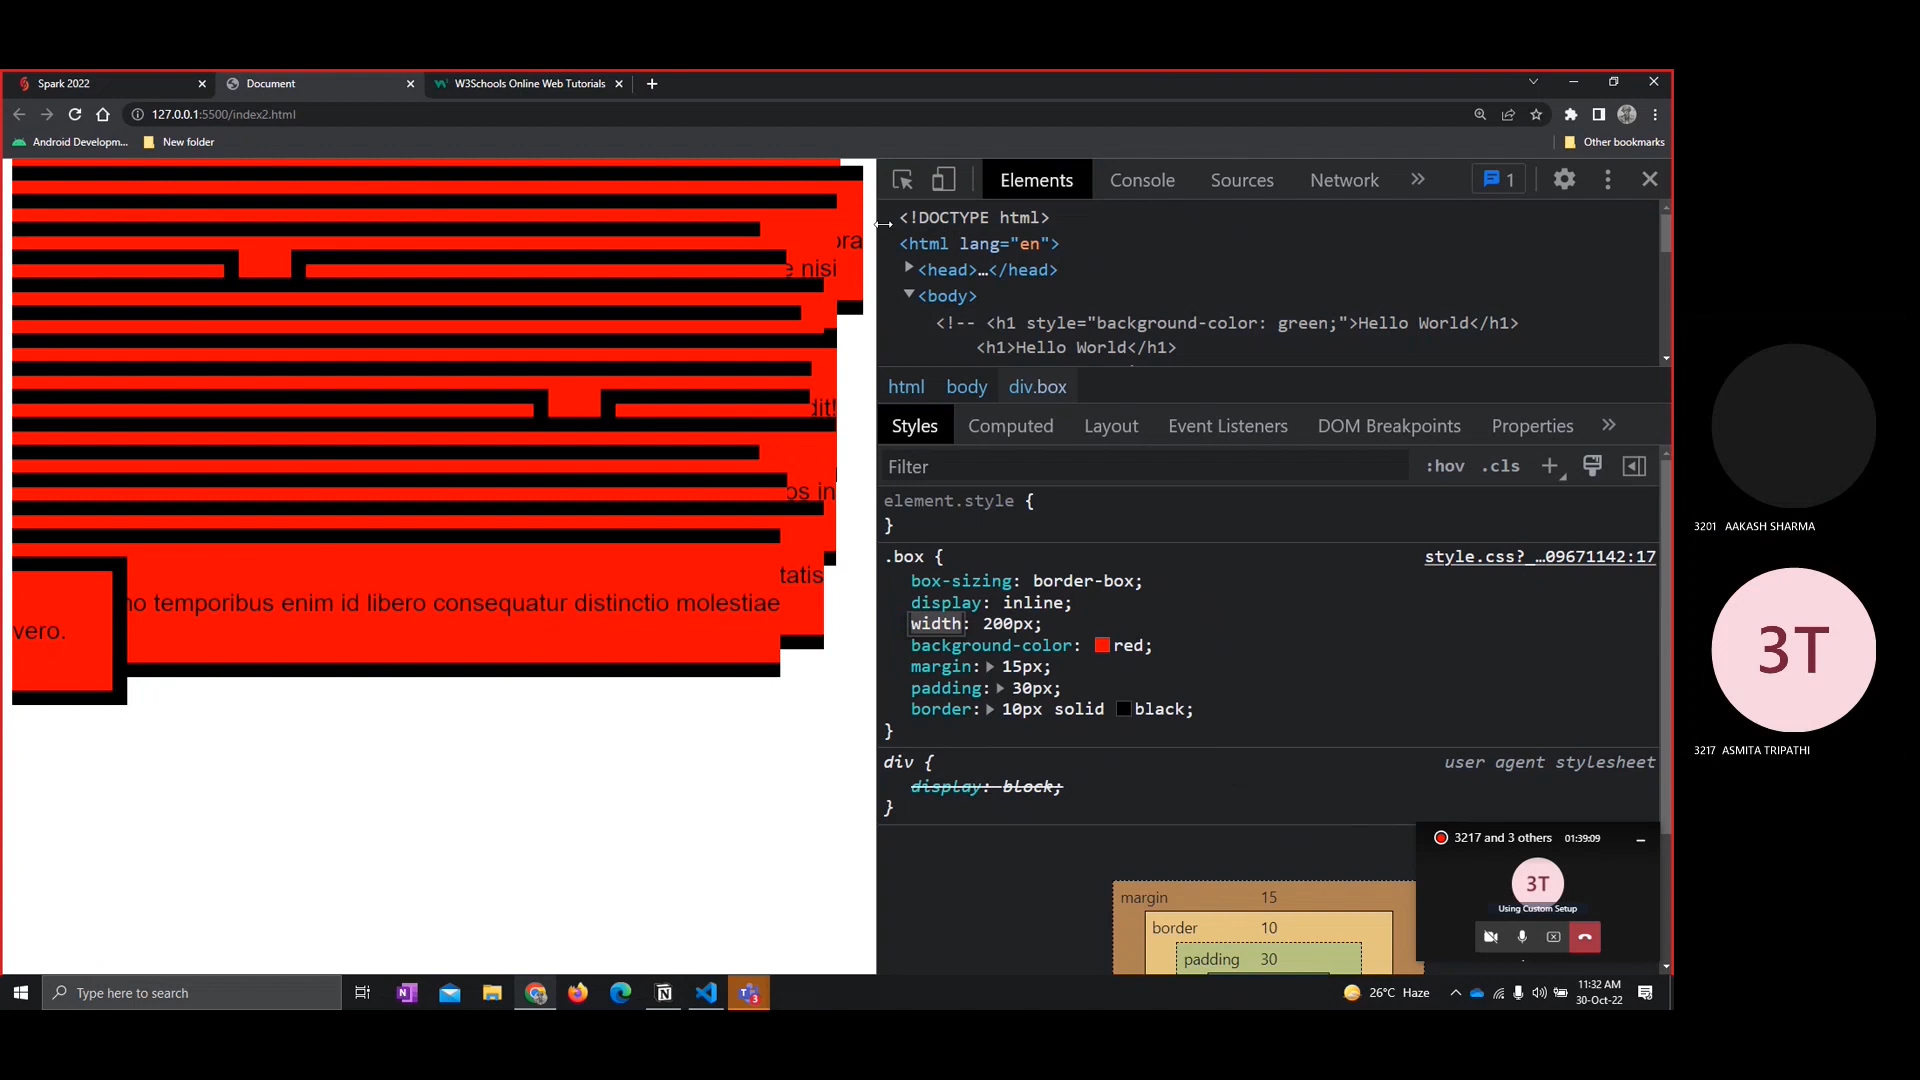 Spark 2022
Document
W3Schools Online Web Tutorials
127.0.0.1:5500/index2.html
Android Developm...
New folder
Other bookmarks
Elements
Console
Sources
Network
1
<!DOCTYPE html>
<html lang="en">
<head>…</head>
<body>
<!-- <h1 style="background-color: green;">Hello World</h1>
<h1>Hello World</h1>
html
body
div.box
Styles
Computed
Layout
Event Listeners
DOM Breakpoints
Properties
Filter
:hov
.cls
element.style {
}
.box {
style.css?_…09671142:17
box-sizing: border-box;
display: inline;
width: 200px;
background-color: red;
margin: 15px;
padding: 30px;
border: 10px solid black;
}
div {
user agent stylesheet
display: block;
}
margin
15
border
10
padding
30
e nisi
dit!
os in
tatis
no temporibus enim id libero consequatur distinctio molestiae
vero.
3217 and 3 others
01:39:09
3T
Using Custom Setup
3201 AAKASH SHARMA
3T
3217 ASMITA TRIPATHI
Type here to search
26°C Haze
11:32 AM
30-Oct-22